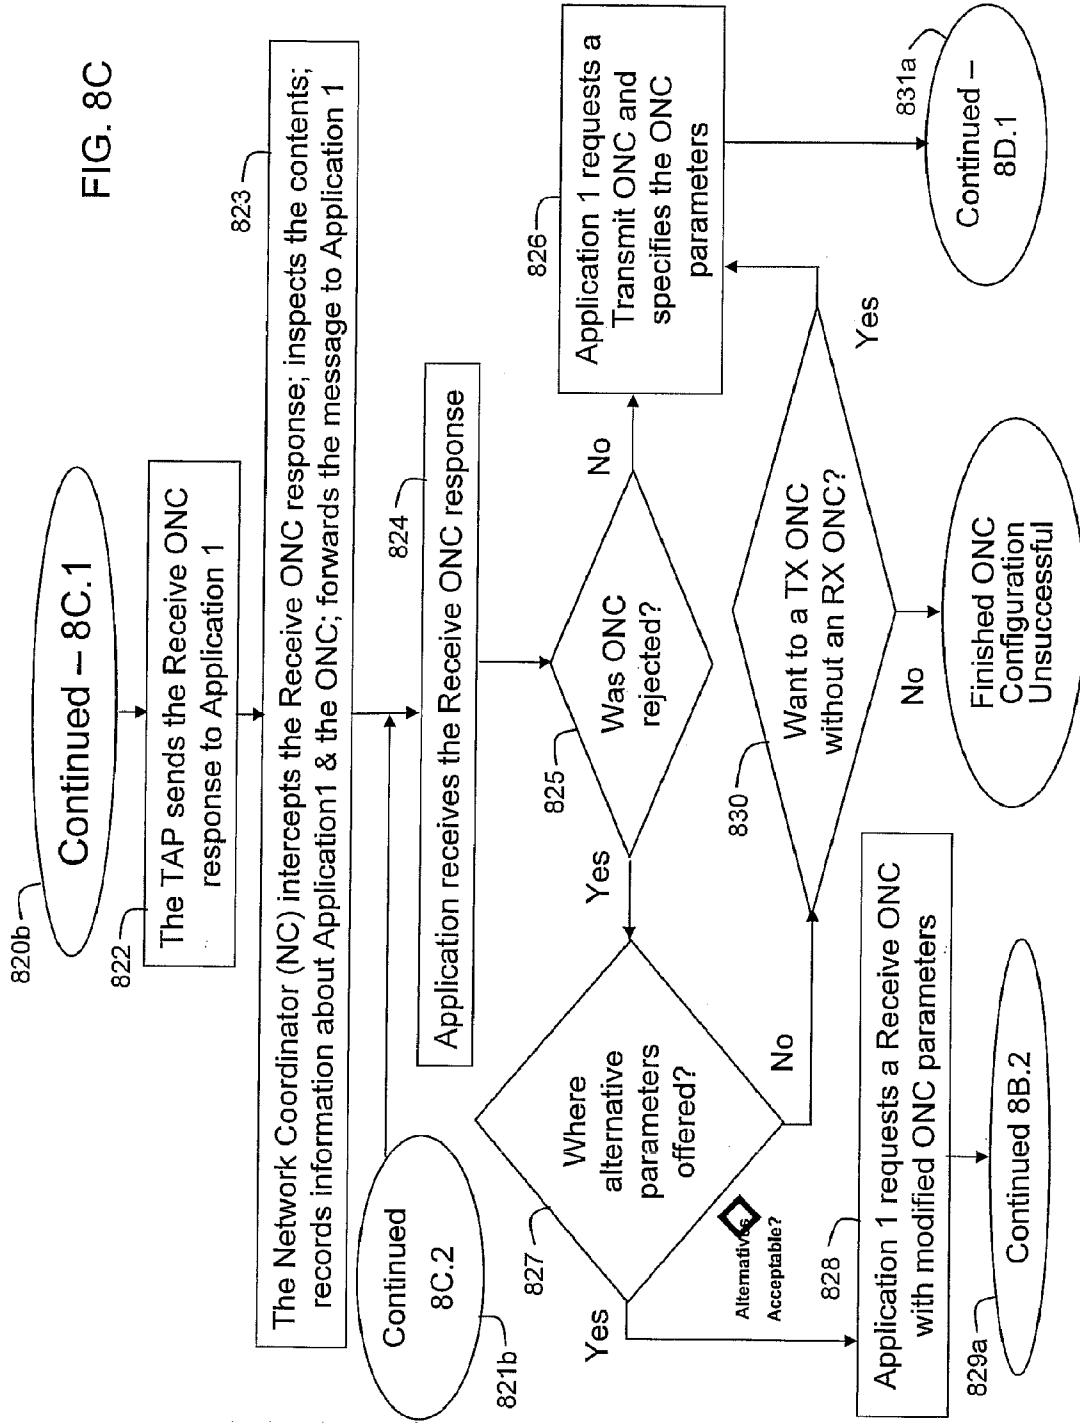 FIG. 8C
820b
Continued – 8C.1
822
The TAP sends the Receive ONC
response to Application 1
823
The Network Coordinator (NC) intercepts the Receive ONC response; inspects the contents;
records information about Application1 & the ONC; forwards the message to Application 1
Continued
8C.2
821b
824
Application receives the Receive ONC response
825
Was ONC
rejected?
Yes
No
826
Application 1 requests a
Transmit ONC and
specifies the ONC
parameters
827
Where
alternative
parameters
offered?
Yes
No
Alternatives
Acceptable?
830
Want to a TX ONC
without an RX ONC?
Yes
No
828
Application 1 requests a Receive ONC
with modified ONC parameters
829a
Continued 8B.2
Finished ONC
Configuration
Unsuccessful
831a
Continued –
8D.1